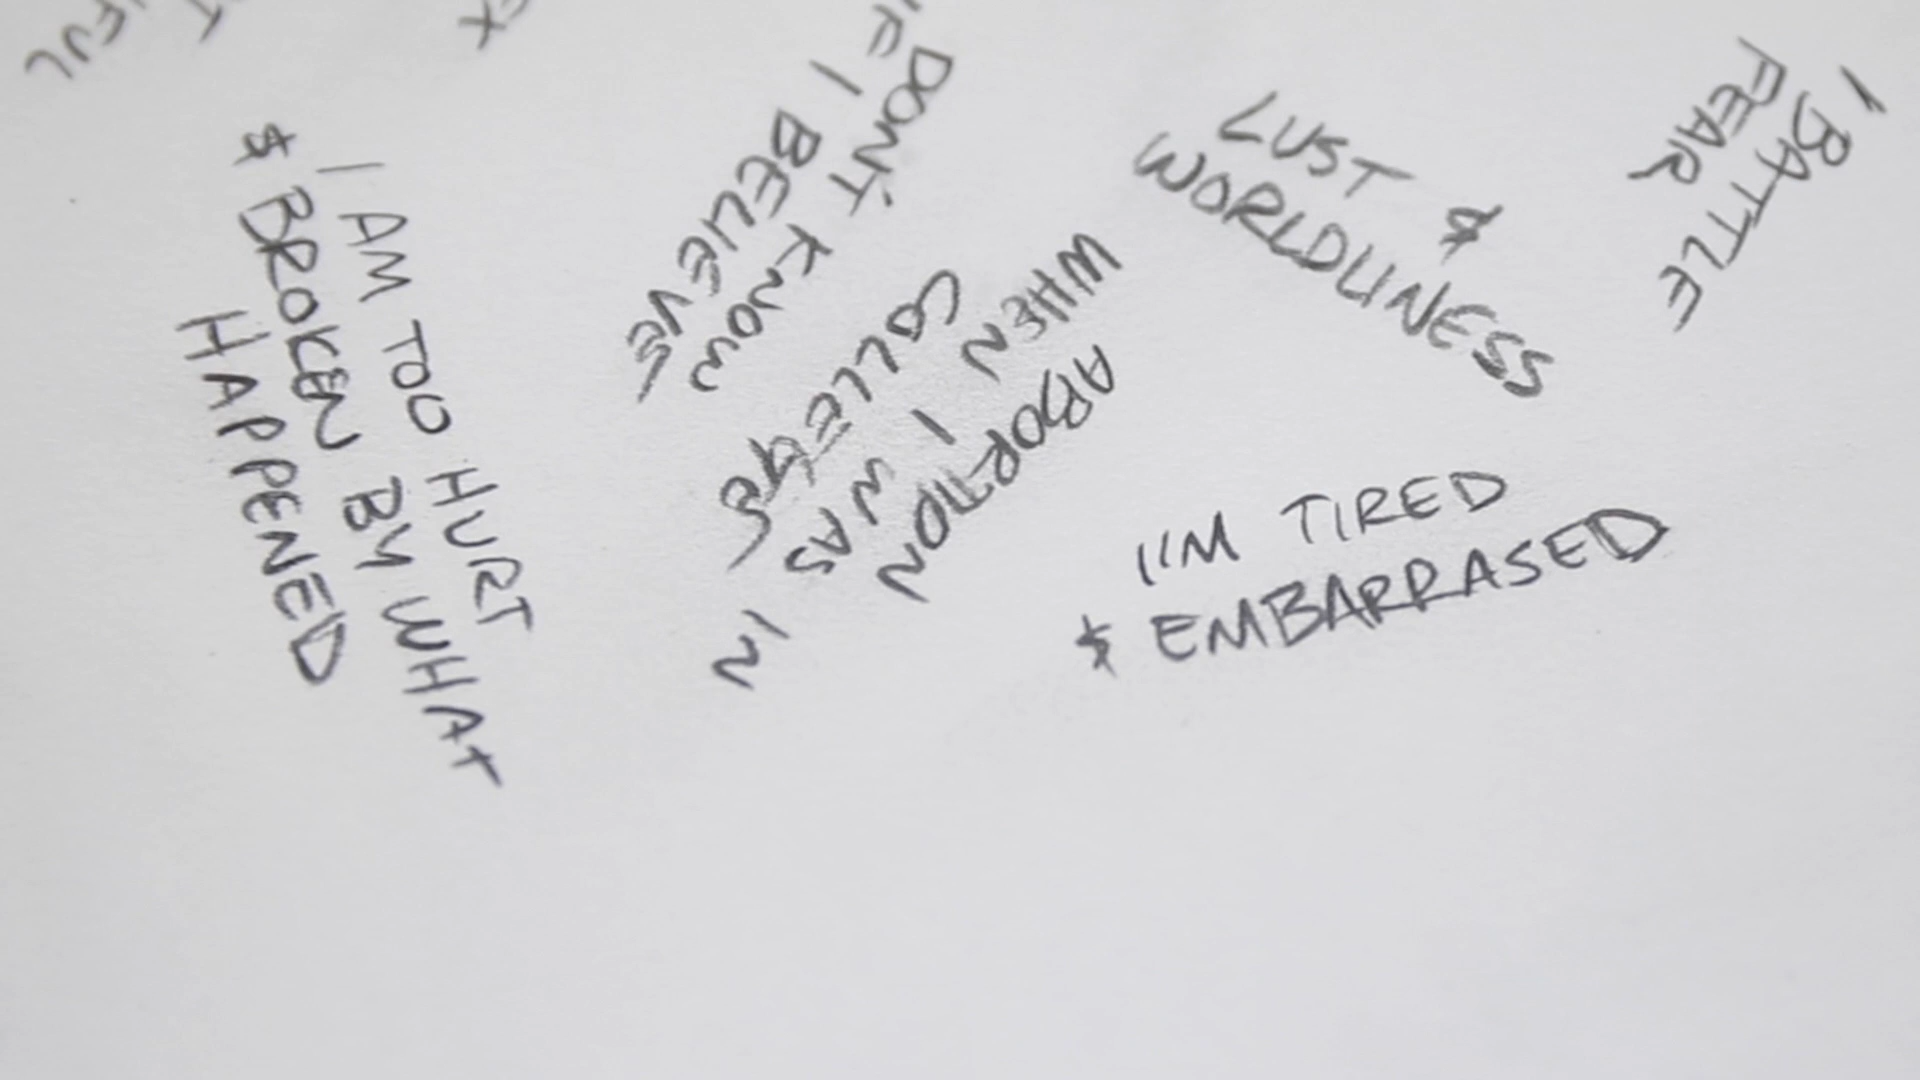 I AM TOO HURT
& BROKEN BY WHAT
HAPPENED
DON'T KNOW
IF I BELIEVE
ABORTION
WHEN I WAS IN
COLLEGE
LUST &
WORLDLINESS
I BATTLE
FEAR
I'M TIRED
& EMBARRASED